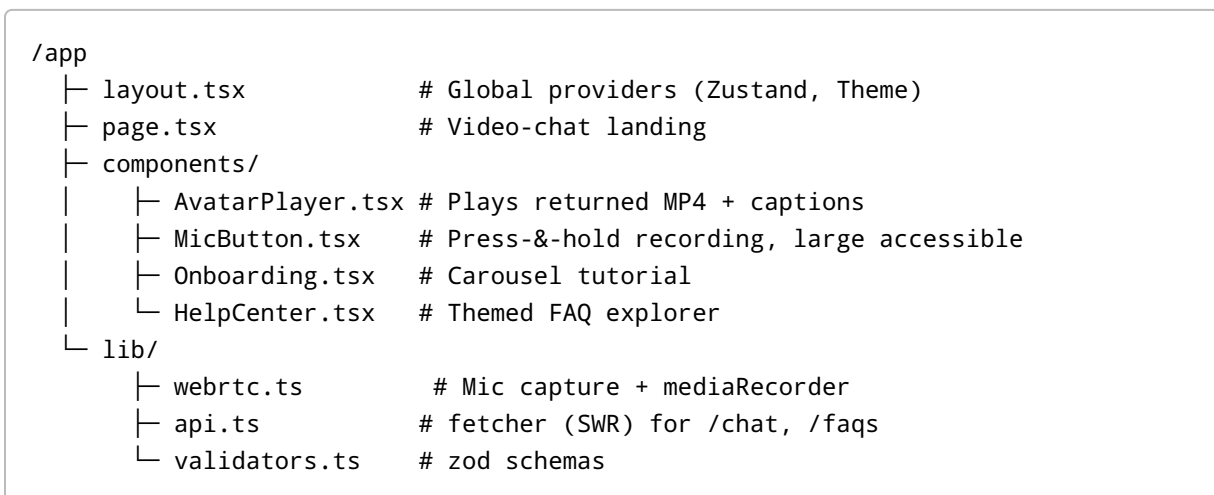 /app
├─ layout.tsx # Global providers (Zustand, Theme)
├─ page.tsx # Video-chat landing
├─ components/
│ ├─ AvatarPlayer.tsx # Plays returned MP4 + captions
│ ├─ MicButton.tsx # Press-&-hold recording, large accessible
│ ├─ Onboarding.tsx # Carousel tutorial
│ └─ HelpCenter.tsx # Themed FAQ explorer
└─ lib/
├─ webrtc.ts # Mic capture + mediaRecorder
├─ api.ts # fetcher (SWR) for /chat, /faqs
└─ validators.ts # zod schemas